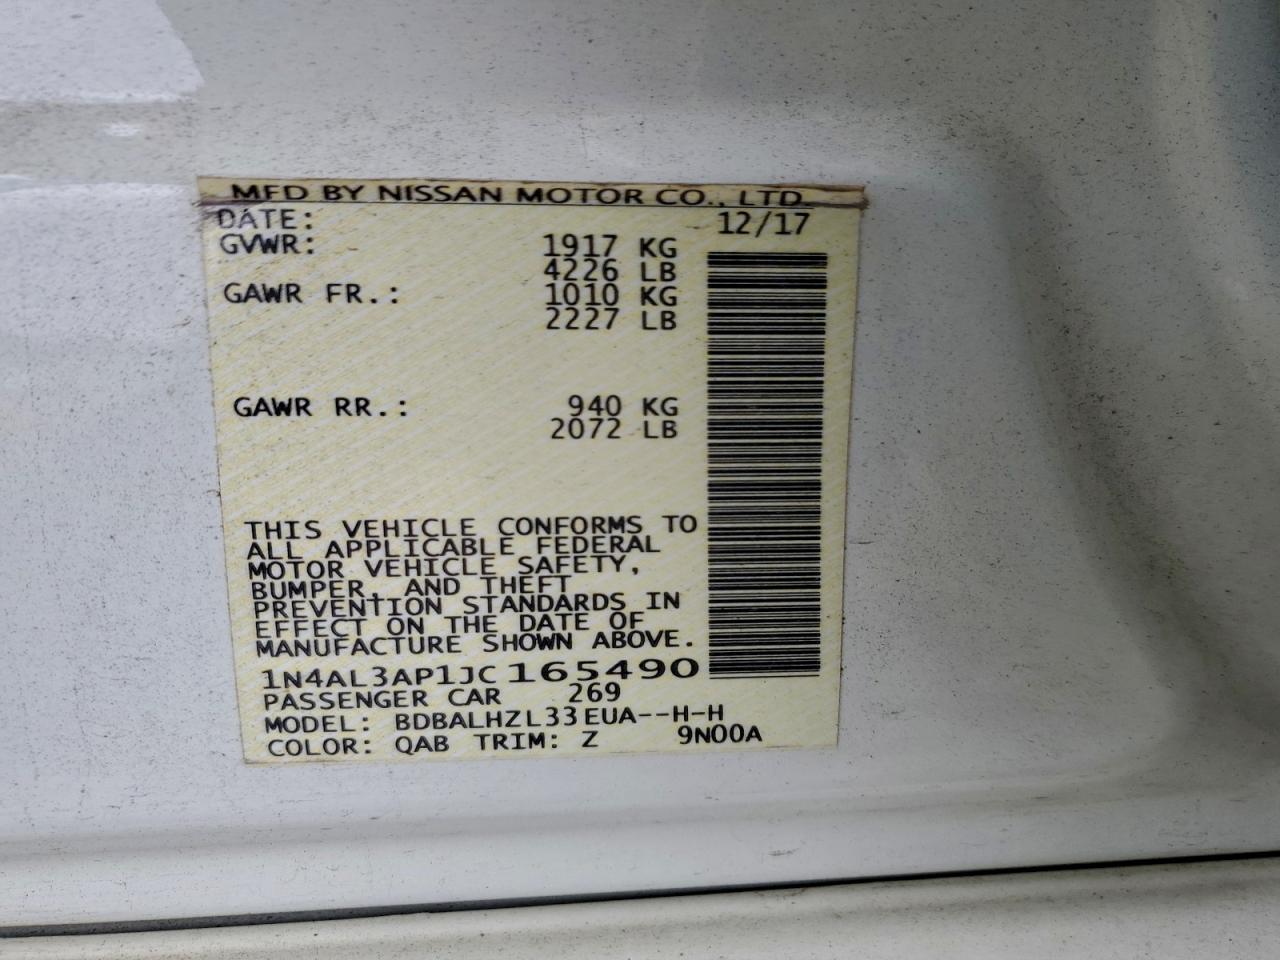 MFD BY NISSAN MOTOR CO., LTD.
DATE: 12/17
GVWR: 1917 KG
4226 LB
GAWR FR.: 1010 KG
2227 LB
GAWR RR.: 940 KG
2072 LB
THIS VEHICLE CONFORMS TO
ALL APPLICABLE FEDERAL
MOTOR VEHICLE SAFETY,
BUMPER, AND THEFT
PREVENTION STANDARDS IN
EFFECT ON THE DATE OF
MANUFACTURE SHOWN ABOVE.
1N4AL3AP1JC165490
PASSENGER CAR 269
MODEL: BDBALHZL33EUA--H-H
COLOR: QAB TRIM: Z 9N00A